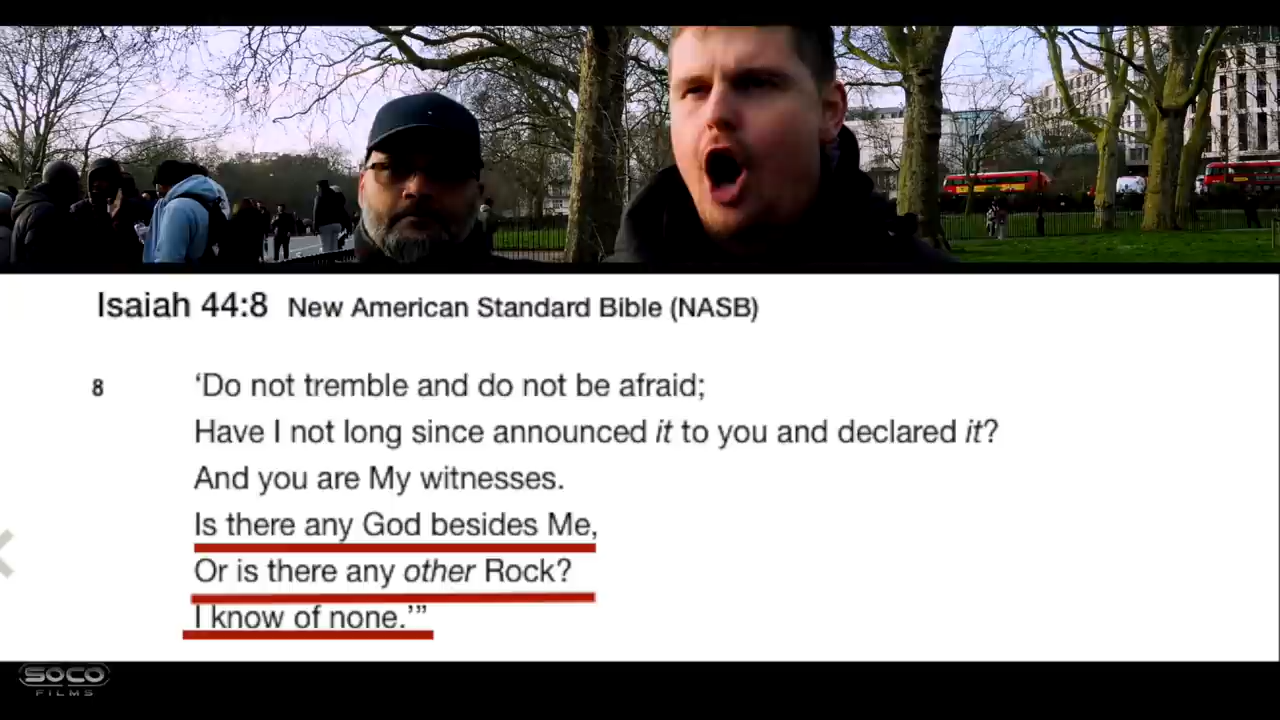 Isaiah 44:8 New American Standard Bible (NASB)
8 ‘Do not tremble and do not be afraid;
Have I not long since announced it to you and declared it?
And you are My witnesses.
Is there any God besides Me,
Or is there any other Rock?
I know of none.’”
SOCO
FILMS